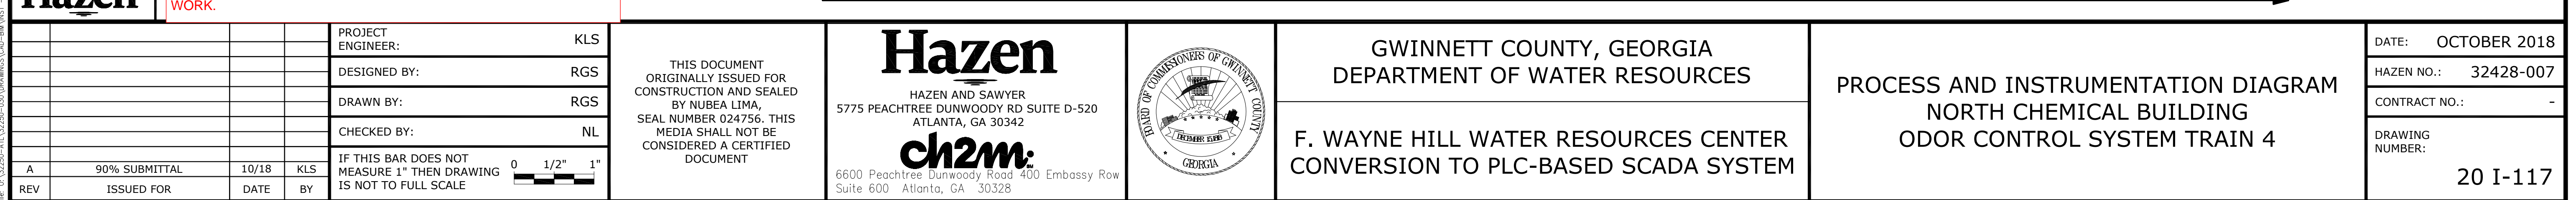 Hazen
WORK.
A 90% SUBMITTAL 10/18 KLS
REV ISSUED FOR DATE BY
PROJECT
ENGINEER: KLS
DESIGNED BY: RGS
DRAWN BY: RGS
CHECKED BY: NL
IF THIS BAR DOES NOT
MEASURE 1" THEN DRAWING
IS NOT TO FULL SCALE
0 1/2" 1"
THIS DOCUMENT
ORIGINALLY ISSUED FOR
CONSTRUCTION AND SEALED
BY NUBEA LIMA,
SEAL NUMBER 024756. THIS
MEDIA SHALL NOT BE
CONSIDERED A CERTIFIED
DOCUMENT
Hazen
HAZEN AND SAWYER
5775 PEACHTREE DUNWOODY RD SUITE D-520
ATLANTA, GA 30342
ch2m:
6600 Peachtree Dunwoody Road 400 Embassy Row
Suite 600 Atlanta, GA 30328
BOARD OF COMMISSIONERS OF GWINNETT COUNTY
GEORGIA
GWINNETT COUNTY, GEORGIA
DEPARTMENT OF WATER RESOURCES
F. WAYNE HILL WATER RESOURCES CENTER
CONVERSION TO PLC-BASED SCADA SYSTEM
PROCESS AND INSTRUMENTATION DIAGRAM
NORTH CHEMICAL BUILDING
ODOR CONTROL SYSTEM TRAIN 4
DATE: OCTOBER 2018
HAZEN NO.: 32428-007
CONTRACT NO.: -
DRAWING
NUMBER:
20 I-117